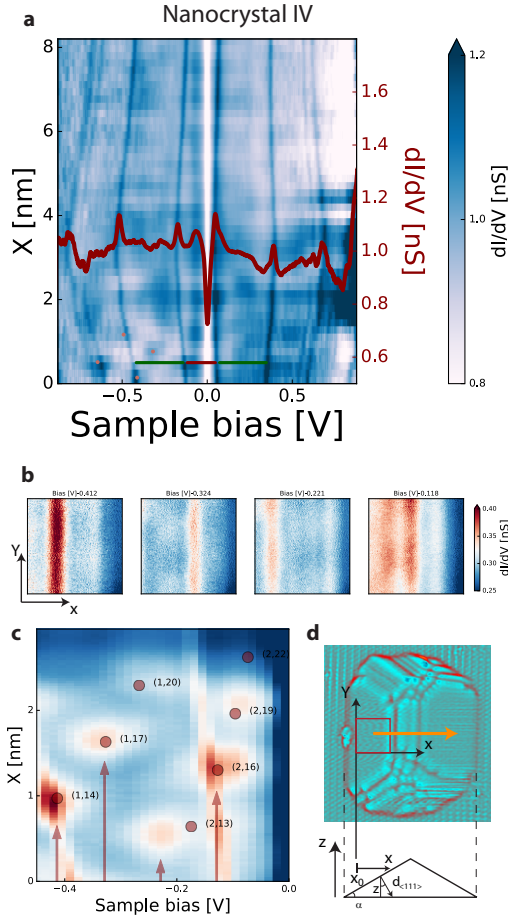 Nanocrystal IV
a
8
6
4
2
0
X [nm]
−0.5
0.0
0.5
Sample bias [V]
1.6
1.4
1.2
1.0
0.8
0.6
dI/dV [nS]
1.2
1.0
0.8
dI/dV [nS]
b
Bias [V]-0.412
Bias [V]-0.324
Bias [V]-0.221
Bias [V]-0.118
Y
x
0.40
0.35
0.30
0.25
dI/dV [nS]
c
X [nm]
2
1
0
(2,22)
(1,20)
(2,19)
(1,17)
(2,16)
(1,14)
(2,13)
−0.4
−0.2
0.0
Sample bias [V]
d
Y
x
z
x
x0
z
d<111>
α